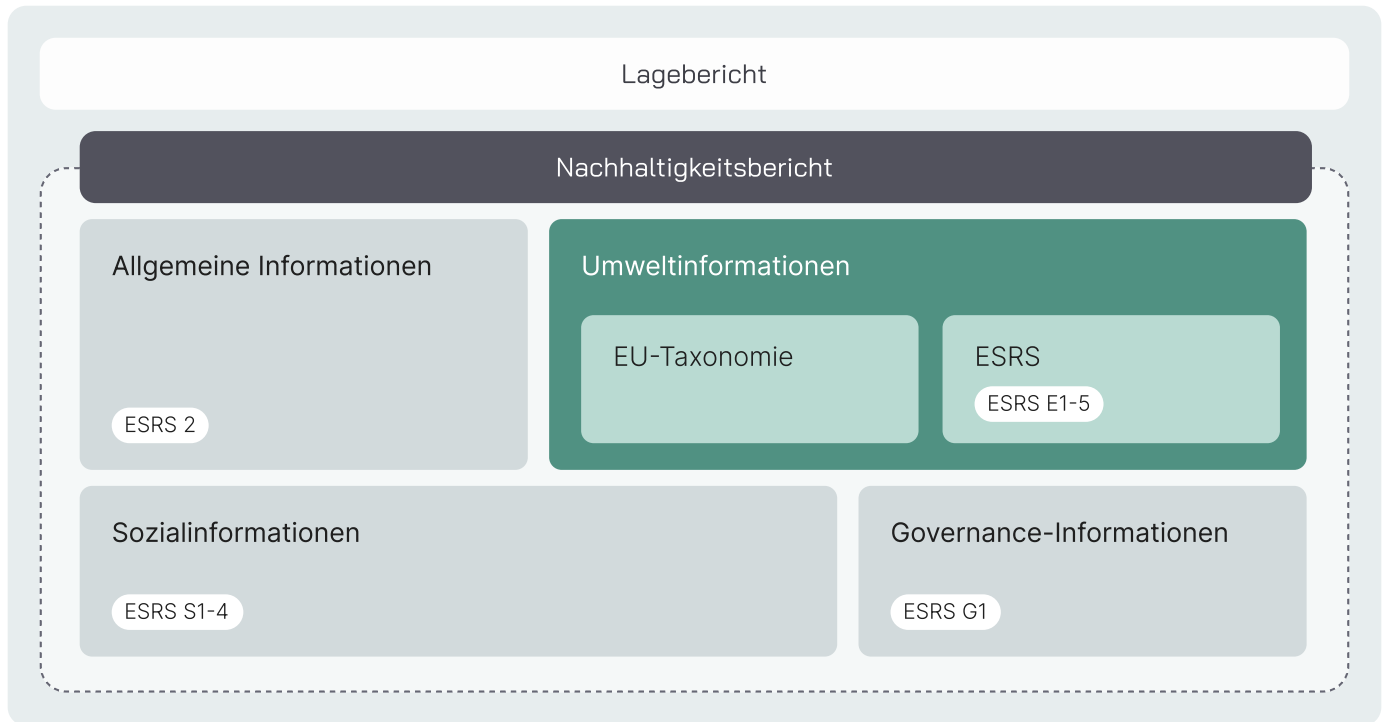 Lagebericht
Nachhaltigkeitsbericht
Allgemeine Informationen
ESRS 2
Umweltinformationen
EU-Taxonomie
ESRS
ESRS E1-5
Sozialinformationen
ESRS S1-4
Governance-Informationen
ESRS G1